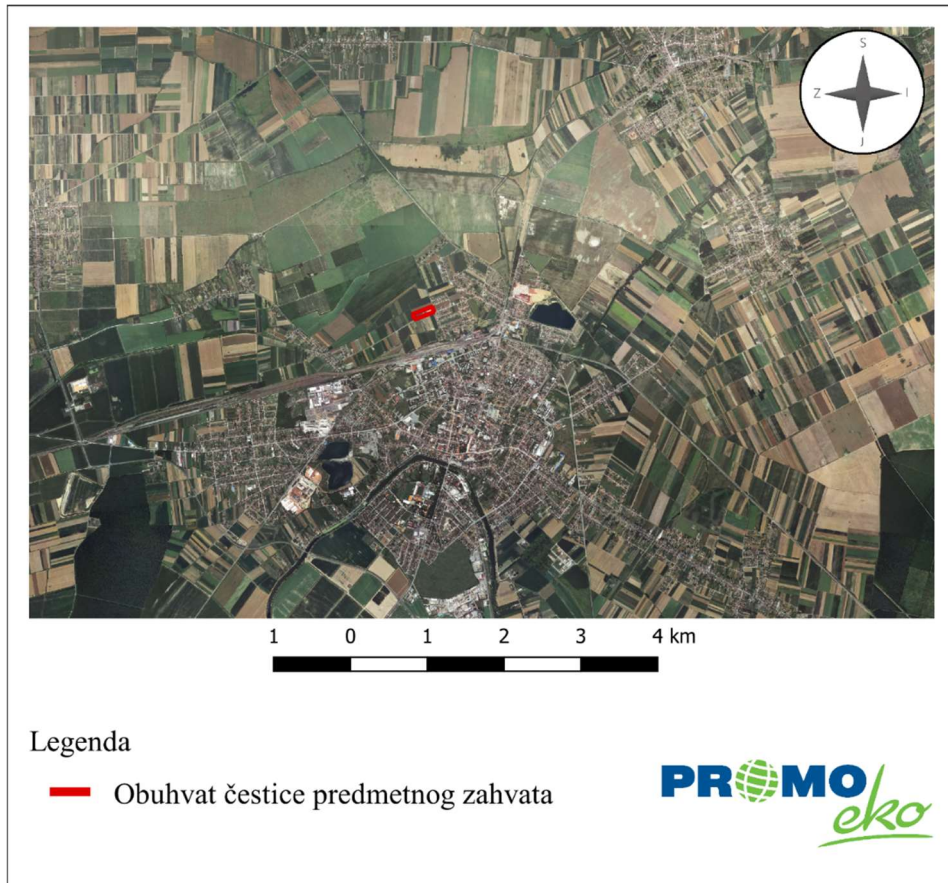 S
Z I
J
1 0 1 2 3 4 km
Legenda
Obuhvat čestice predmetnog zahvata
PROMO
eko